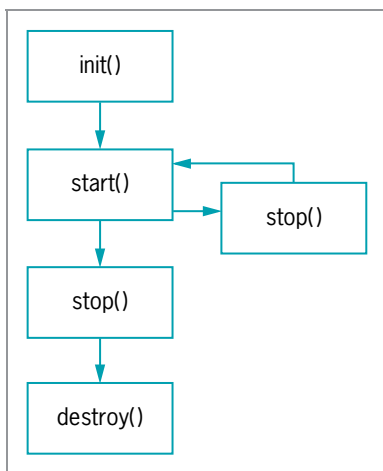 init()
start()
stop()
stop()
destroy()